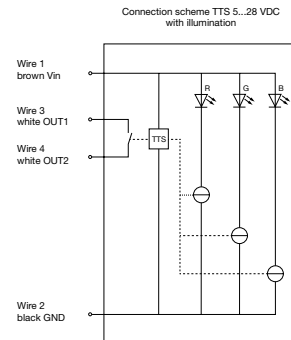 Connection scheme TTS 5...28 VDC
with illumination
Wire 1
brown Vin
R
G
B
Wire 3
white OUT1
TTS
Wire 4
white OUT2
Wire 2
black GND